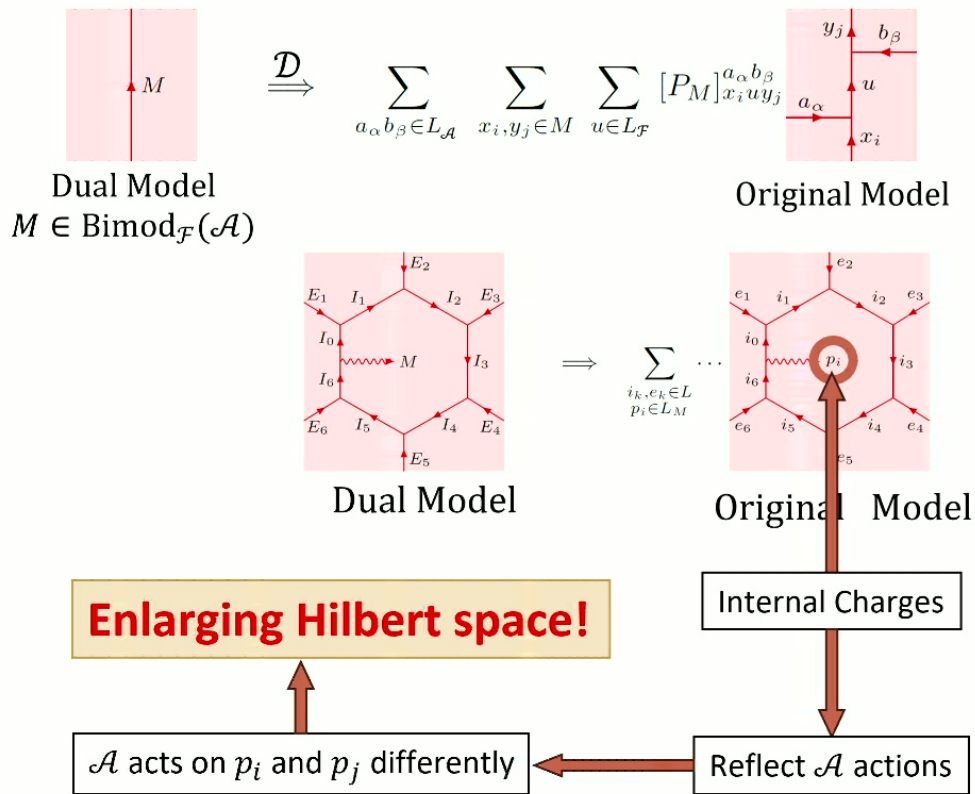 M
𝒟
⟹
∑_{a_α b_β ∈ L_𝒜} ∑_{x_i, y_j ∈ M} ∑_{u ∈ L_ℱ} [P_M]^{a_α b_β}_{x_i u y_j}
y_j
b_β
u
a_α
x_i
Dual Model
M ∈ Bimod_ℱ(𝒜)
Original Model
E_2
E_1 I_1 I_2 E_3
I_0
M
I_3
I_6
E_6 I_5 I_4 E_4
E_5
⟹
∑_{i_k, e_k ∈ L p_i ∈ L_M} ⋯
e_2
e_1 i_1 i_2 e_3
i_0
p_i
i_3
i_6
e_6 i_5 i_4 e_4
e_5
Dual Model
Original Model
Enlarging Hilbert space!
Internal Charges
𝒜 acts on p_i and p_j differently
Reflect 𝒜 actions